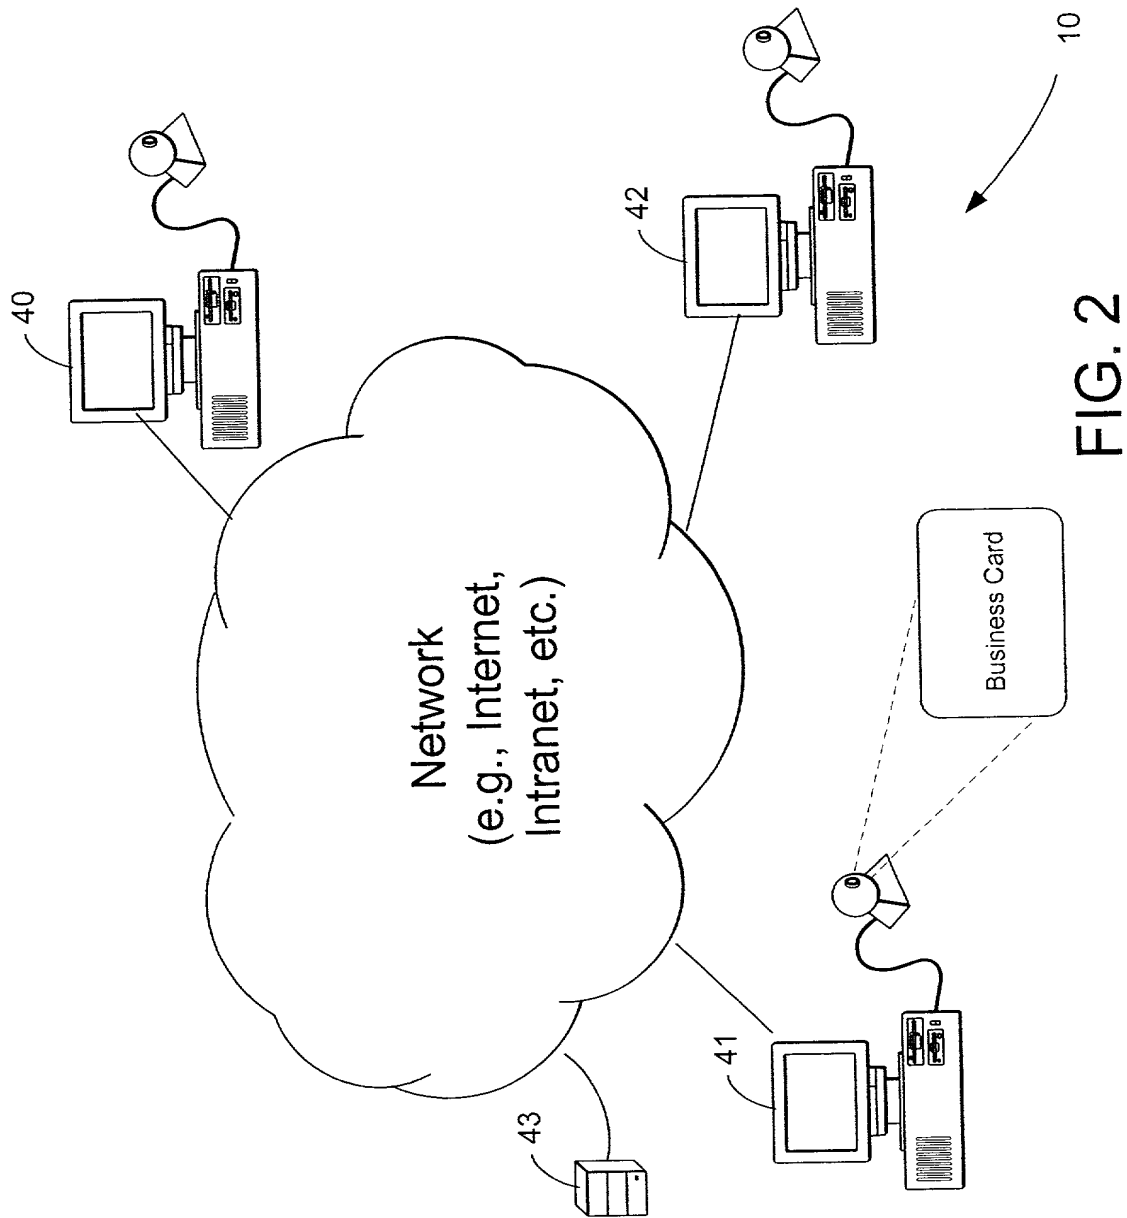 43
40
Network
(e.g., Internet,
Intranet, etc.)
41
42
Business Card
10
FIG. 2